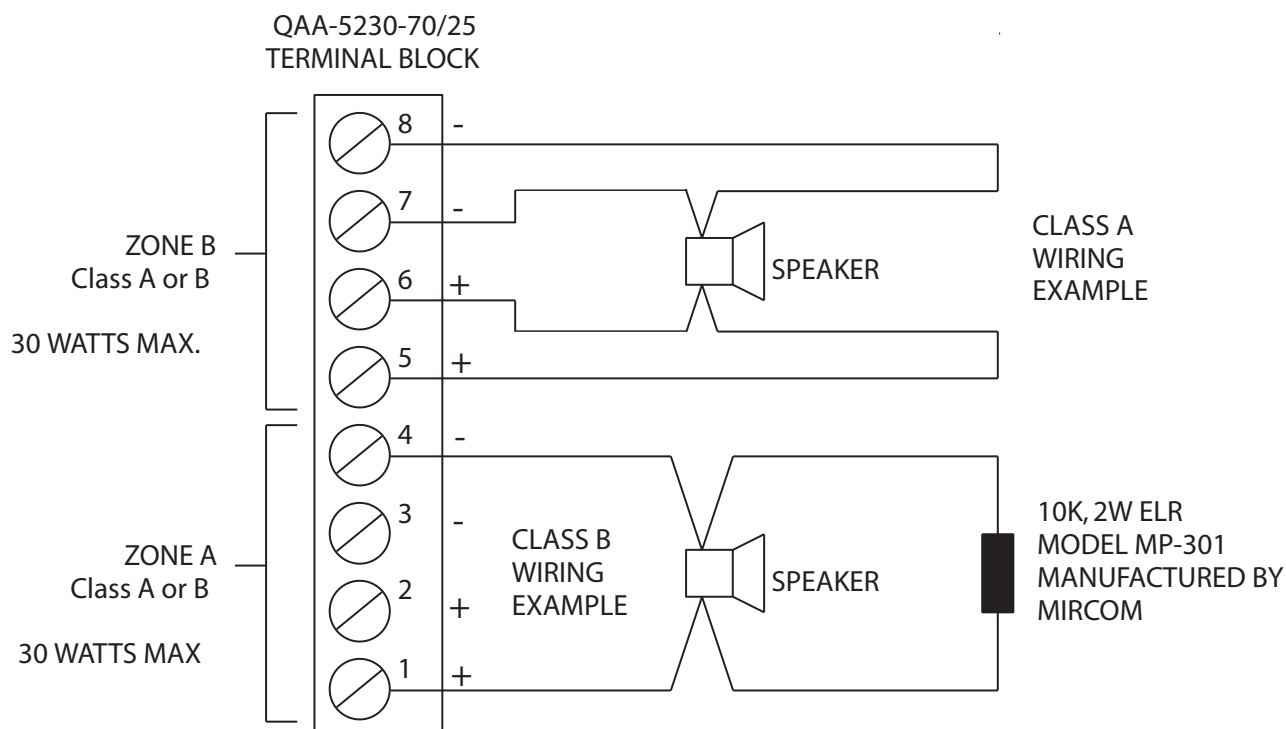 QAA-5230-70/25
TERMINAL BLOCK
8 -
7 -
6 +
5 +
4 -
3 -
2 +
1 +
ZONE B
Class A or B
30 WATTS MAX.
ZONE A
Class A or B
30 WATTS MAX
SPEAKER
CLASS A
WIRING
EXAMPLE
CLASS B
WIRING
EXAMPLE
SPEAKER
10K, 2W ELR
MODEL MP-301
MANUFACTURED BY
MIRCOM